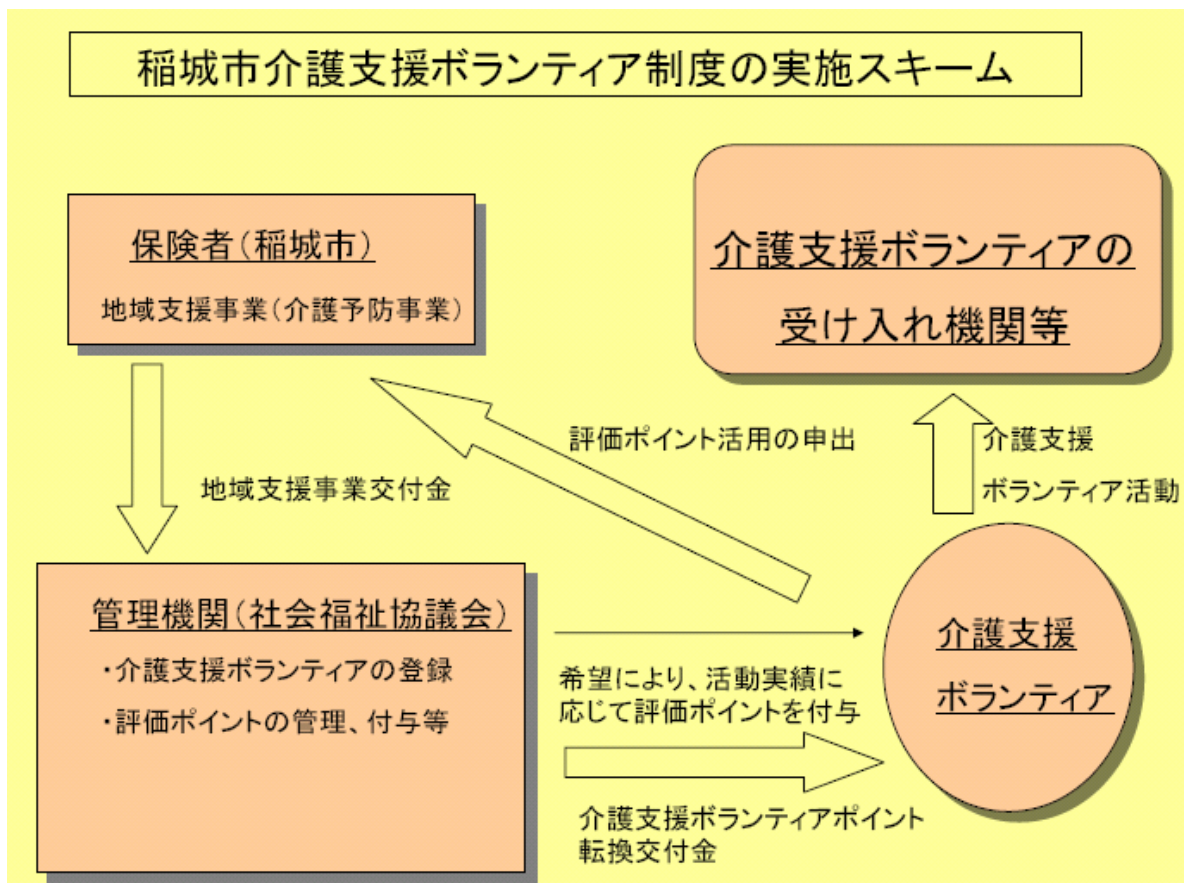 稲城市介護支援ボランティア制度の実施スキーム
保険者(稲城市)
地域支援事業(介護予防事業)
介護支援ボランティアの
受け入れ機関等
評価ポイント活用の申出
介護支援
ボランティア活動
地域支援事業交付金
管理機関(社会福祉協議会)
・介護支援ボランティアの登録
・評価ポイントの管理、付与等
希望により、活動実績に
応じて評価ポイントを付与
介護支援
ボランティア
介護支援ボランティアポイント
転換交付金